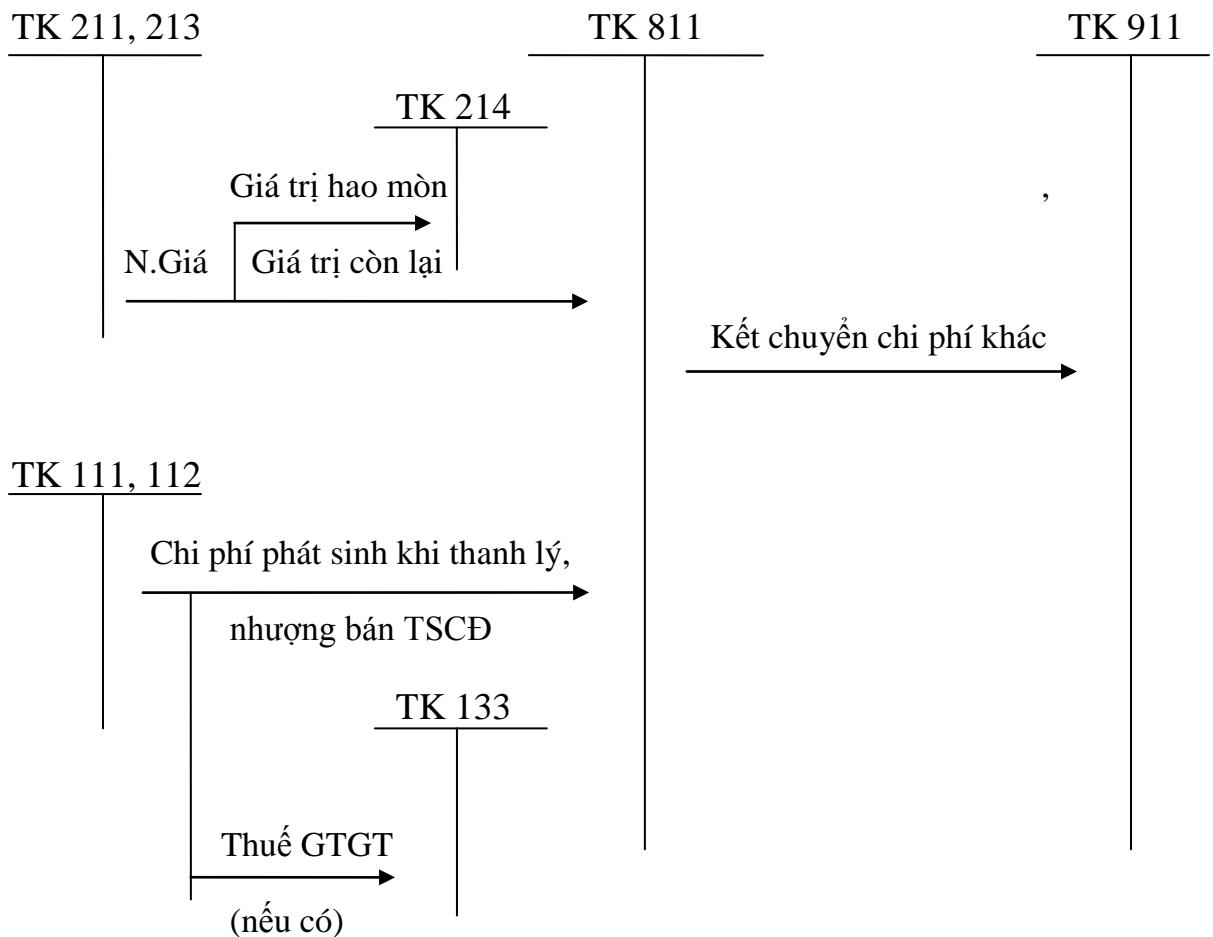 TK 211, 213
TK 811
TK 911
TK 214
Giá trị hao mòn
,
N.Giá
Giá trị còn lại
Kết chuyển chi phí khác
TK 111, 112
Chi phí phát sinh khi thanh lý,
nhượng bán TSCĐ
TK 133
Thuế GTGT
(nếu có)